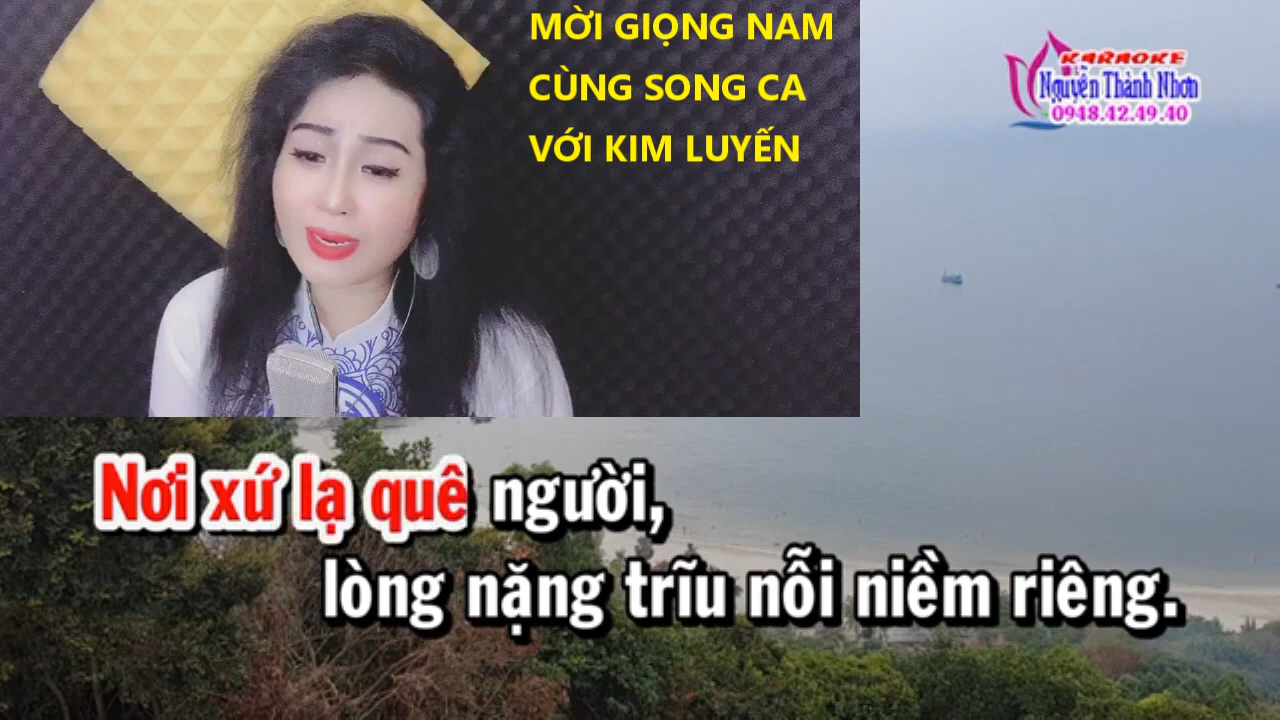 MỜI GIỌNG NAM
CÙNG SONG CA
VỚI KIM LUYẾN
KARAOKE
Nguyễn Thành Nhơn
0948.42.49.40
Nơi xứ lạ quê người,
lòng nặng trĩu nỗi niềm riêng.